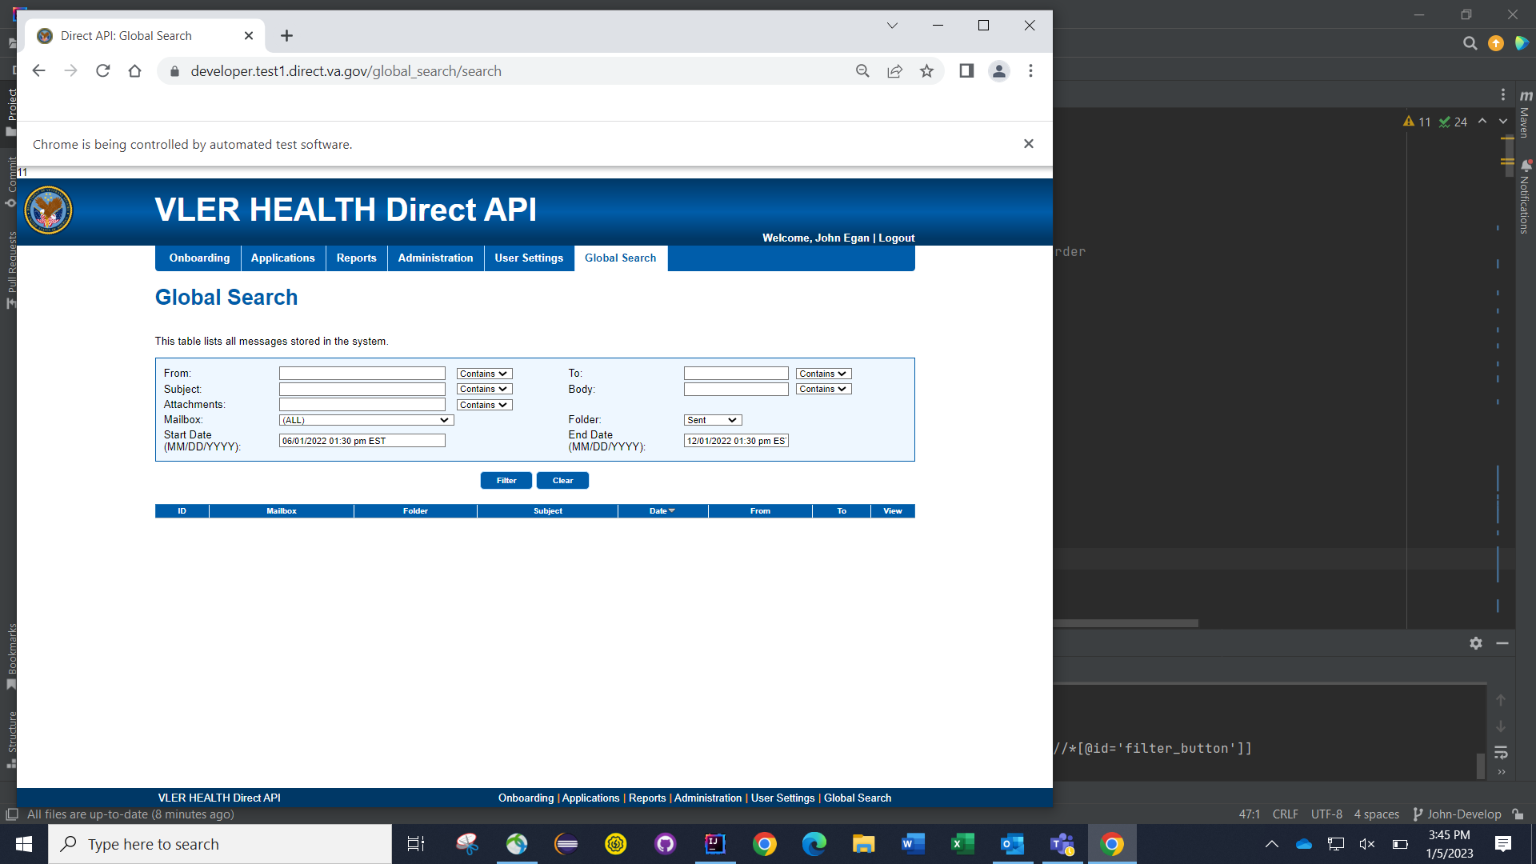 Direct API: Global Search
developer.test1.direct.va.gov/global_search/search
Chrome is being controlled by automated test software.
11
VLER HEALTH Direct API
Welcome, John Egan | Logout
Onboarding Applications Reports Administration User Settings Global Search
Global Search
This table lists all messages stored in the system.
From: Contains To: Contains
Subject: Contains Body: Contains
Attachments: Contains
Mailbox: (ALL) Folder: Sent
Start Date (MM/DD/YYYY): 06/01/2022 01:30 pm EST End Date (MM/DD/YYYY): 12/01/2022 01:30 pm ES
Filter Clear
ID Mailbox Folder Subject Date From To View
VLER HEALTH Direct API Onboarding | Applications | Reports | Administration | User Settings | Global Search
Project
Commit
Pull Requests
Bookmarks
Structure
11 24
m
Maven
Notifications
rder
//*[@id='filter_button']]
All files are up-to-date (8 minutes ago) 47:1 CRLF UTF-8 4 spaces John-Develop
Type here to search
3:45 PM
1/5/2023